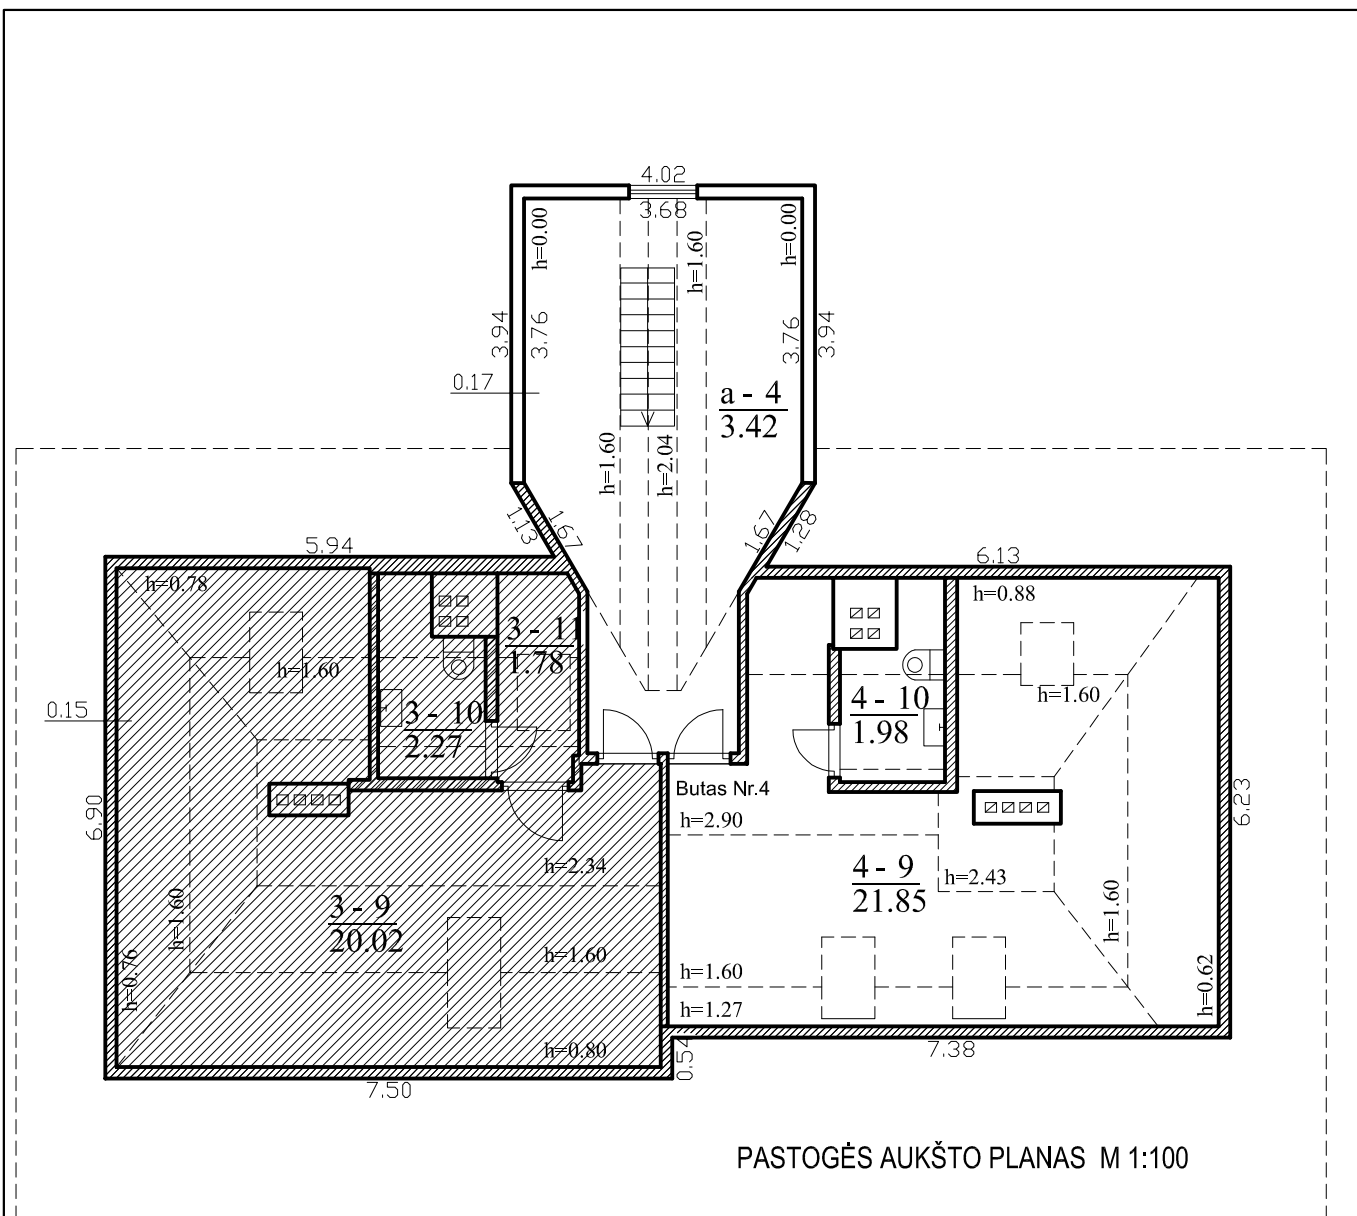 4.02
3.68
h=0.00
h=1.60
h=0.00
3.94
3.76
3.76
3.94
0.17
a - 4
3.42
h=1.60
h=2.04
1.13
1.67
1.67
1.28
5.94
6.13
h=0.78
h=0.88
3 - 11
1.78
h=1.60
h=1.60
0.15
3 - 10
2.27
4 - 10
1.98
Butas Nr.4
6.90
h=2.90
6.23
h=2.34
4 - 9
21.85
h=2.43
h=1.60
3 - 9
20.02
h=1.60
h=0.76
h=1.60
h=1.60
h=0.62
h=1.27
h=0.80
0.54
7.38
7.50
PASTOGĖS AUKŠTO PLANAS M 1:100